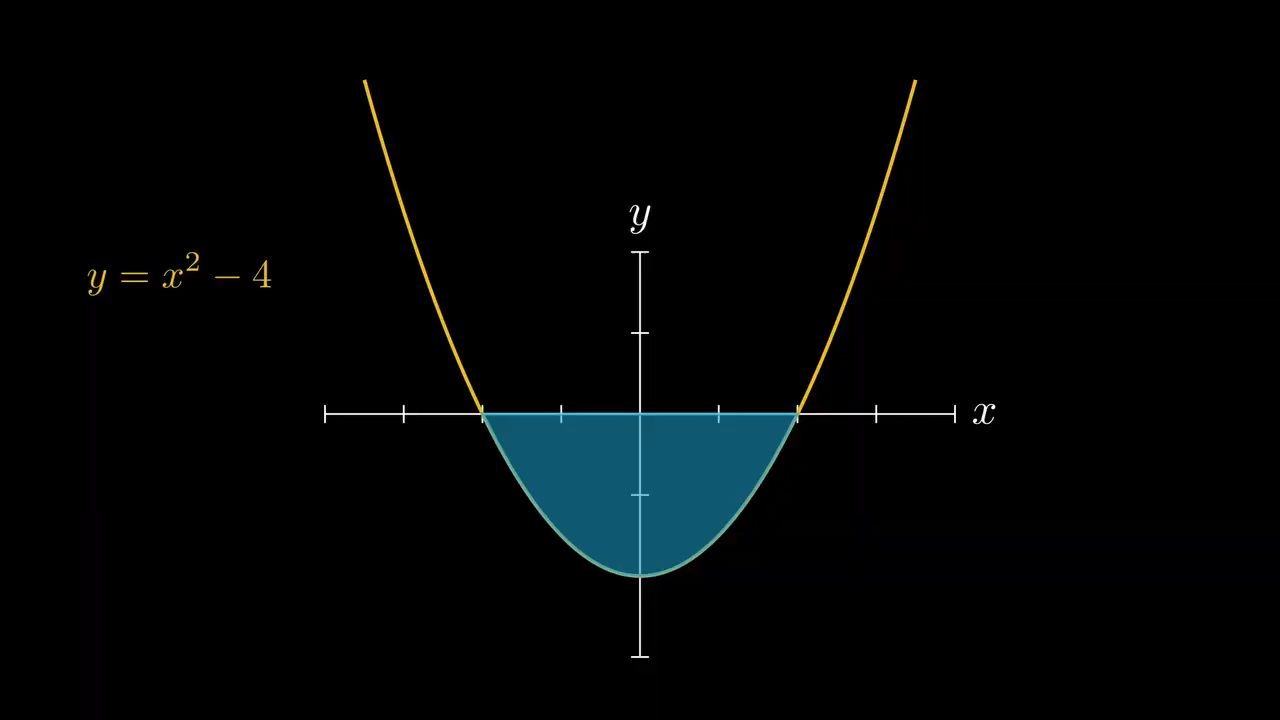 y
y = x² − 4
x